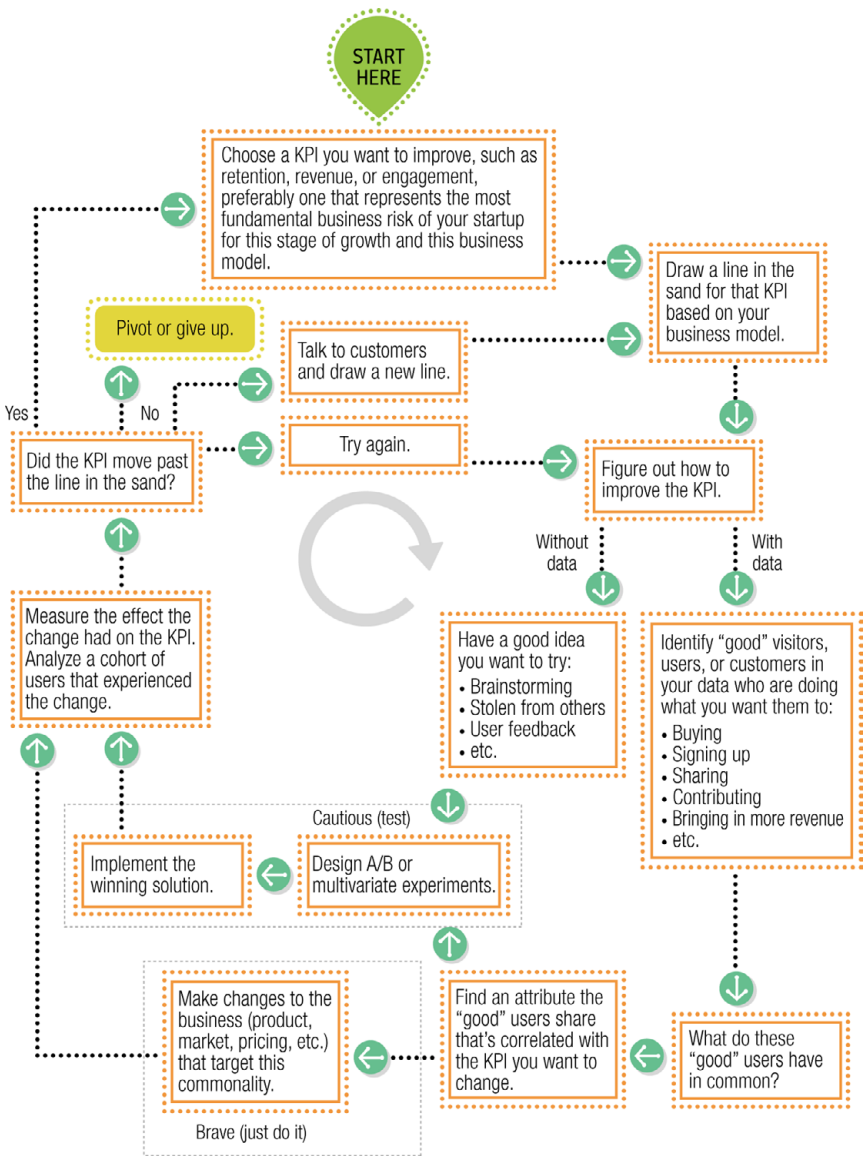 START
HERE
Choose a KPI you want to improve, such as
retention, revenue, or engagement,
preferably one that represents the most
fundamental business risk of your startup
for this stage of growth and this business
model.
Draw a line in the
sand for that KPI
based on your
business model.
Pivot or give up.
Talk to customers
and draw a new line.
Yes
No
Try again.
Did the KPI move past
the line in the sand?
Figure out how to
improve the KPI.
Without
data
With
data
Measure the effect the
change had on the KPI.
Analyze a cohort of
users that experienced
the change.
Have a good idea
you want to try:
• Brainstorming
• Stolen from others
• User feedback
• etc.
Identify “good” visitors,
users, or customers in
your data who are doing
what you want them to:
• Buying
• Signing up
• Sharing
• Contributing
• Bringing in more revenue
• etc.
Cautious (test)
Implement the
winning solution.
Design A/B or
multivariate experiments.
Make changes to the
business (product,
market, pricing, etc.)
that target this
commonality.
Brave (just do it)
Find an attribute the
“good” users share
that’s correlated with
the KPI you want to
change.
What do these
“good” users have
in common?